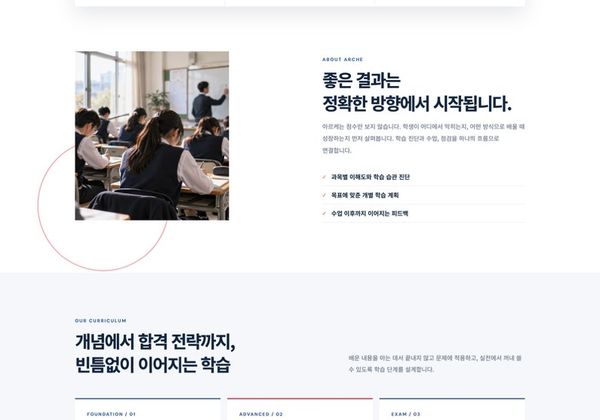 ABOUT ARCHE
좋은 결과는
정확한 방향에서 시작됩니다.
아르케는 점수만 보지 않습니다. 학생이 어디에서 막히는지, 어떤 방식으로 배울 때
성장하는지 먼저 살펴봅니다. 학습 진단과 수업, 점검을 하나의 흐름으로
연결합니다.
✓ 과목별 이해도와 학습 습관 진단
✓ 목표에 맞춘 개별 학습 계획
✓ 수업 이후까지 이어지는 피드백
OUR CURRICULUM
개념에서 합격 전략까지,
빈틈없이 이어지는 학습
배운 내용을 아는 데서 끝내지 않고 문제에 적용하고, 실전에서 꺼내 쓸
수 있도록 학습 단계를 설계합니다.
FOUNDATION / 01
ADVANCED / 02
EXAM / 03